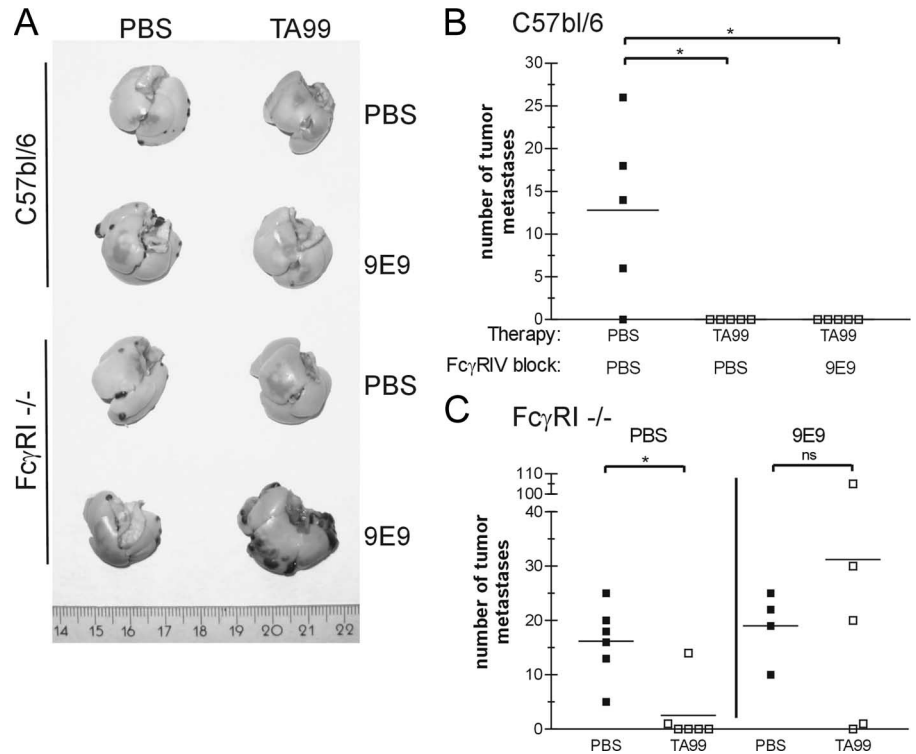 A
PBS TA99
C57bl/6
PBS
9E9
FcγRI -/-
PBS
9E9
14 15 16 17 18 19 20 21 22
B C57bl/6
*
*
number of tumor
metastases
30
25
20
15
10
5
0
Therapy: PBS TA99 TA99
FcγRIV block: PBS PBS 9E9
C FcγRI -/-
PBS 9E9
* ns
number of tumor
metastases
110
100
40
30
20
10
0
PBS TA99 PBS TA99